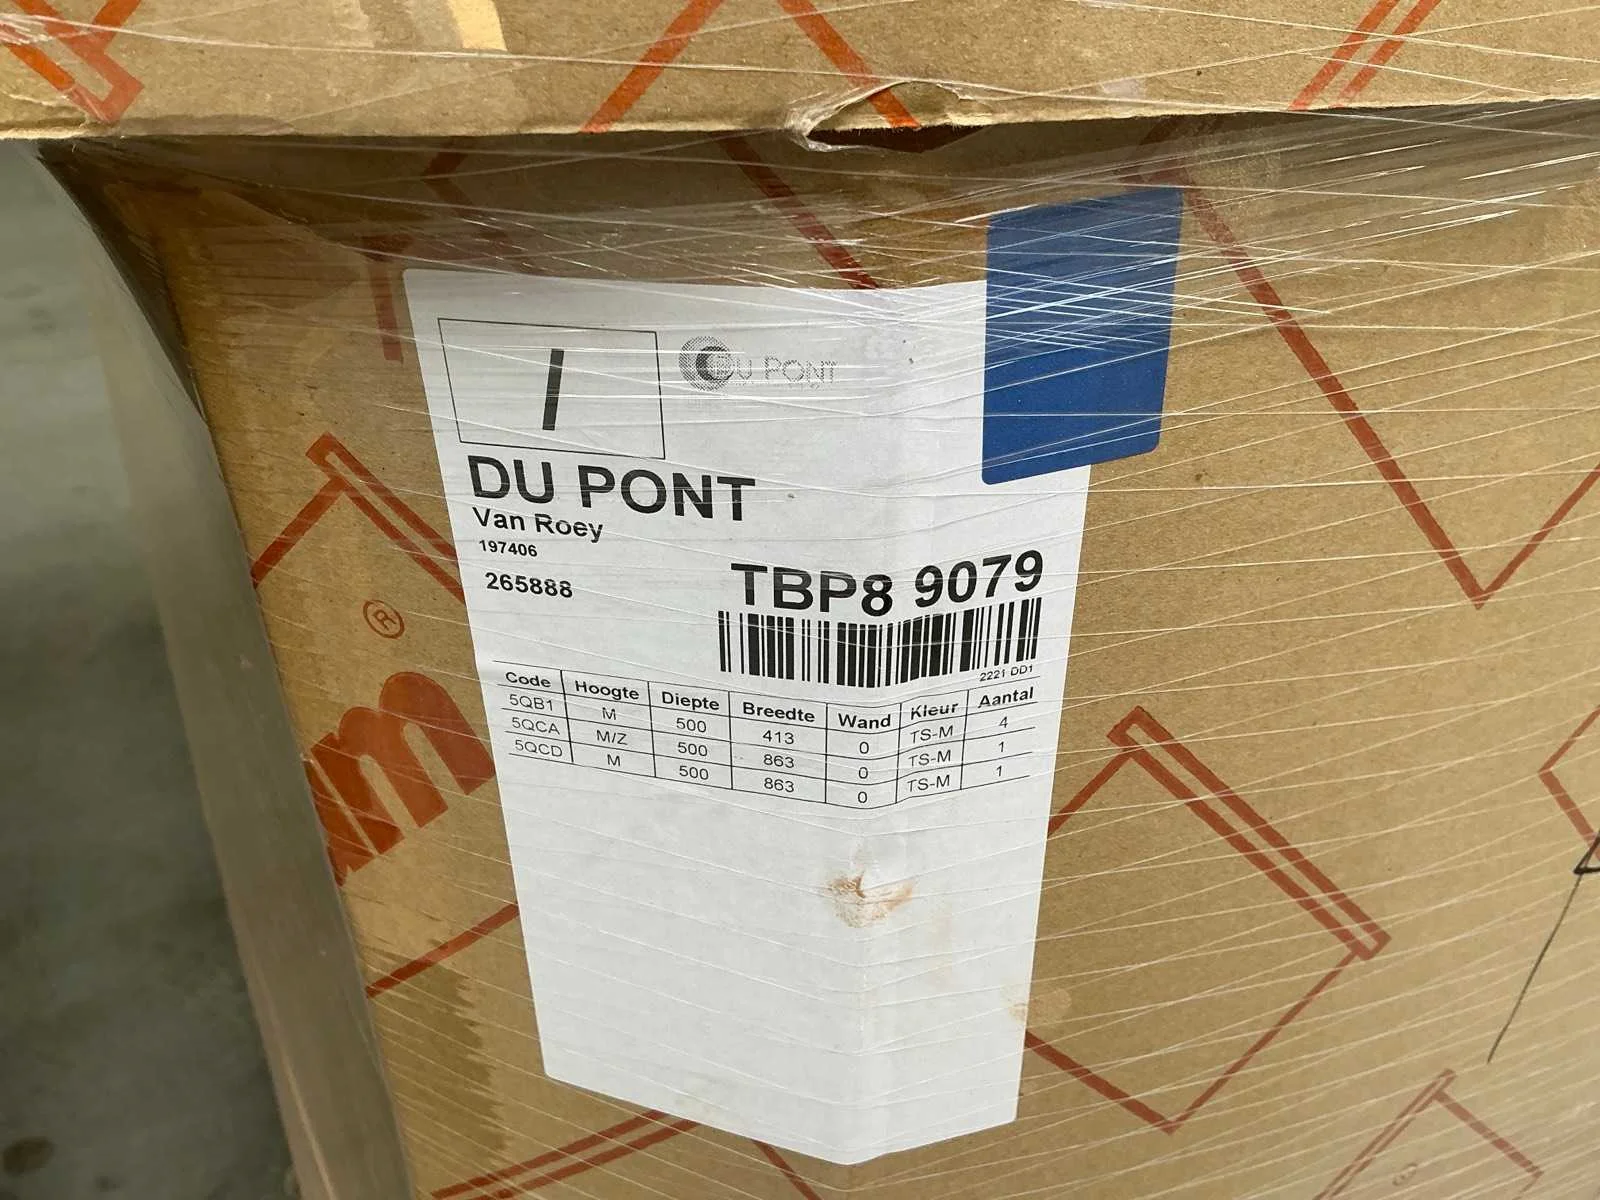 I
DU PONT
DU PONT
Van Roey
197406
265888
TBP8 9079
2221 DD1
Code Hoogte Diepte Breedte Wand Kleur Aantal
5QB1 M 500 413 0 TS-M 4
5QCA M/Z 500 863 0 TS-M 1
5QCD M 500 863 0 TS-M 1
®